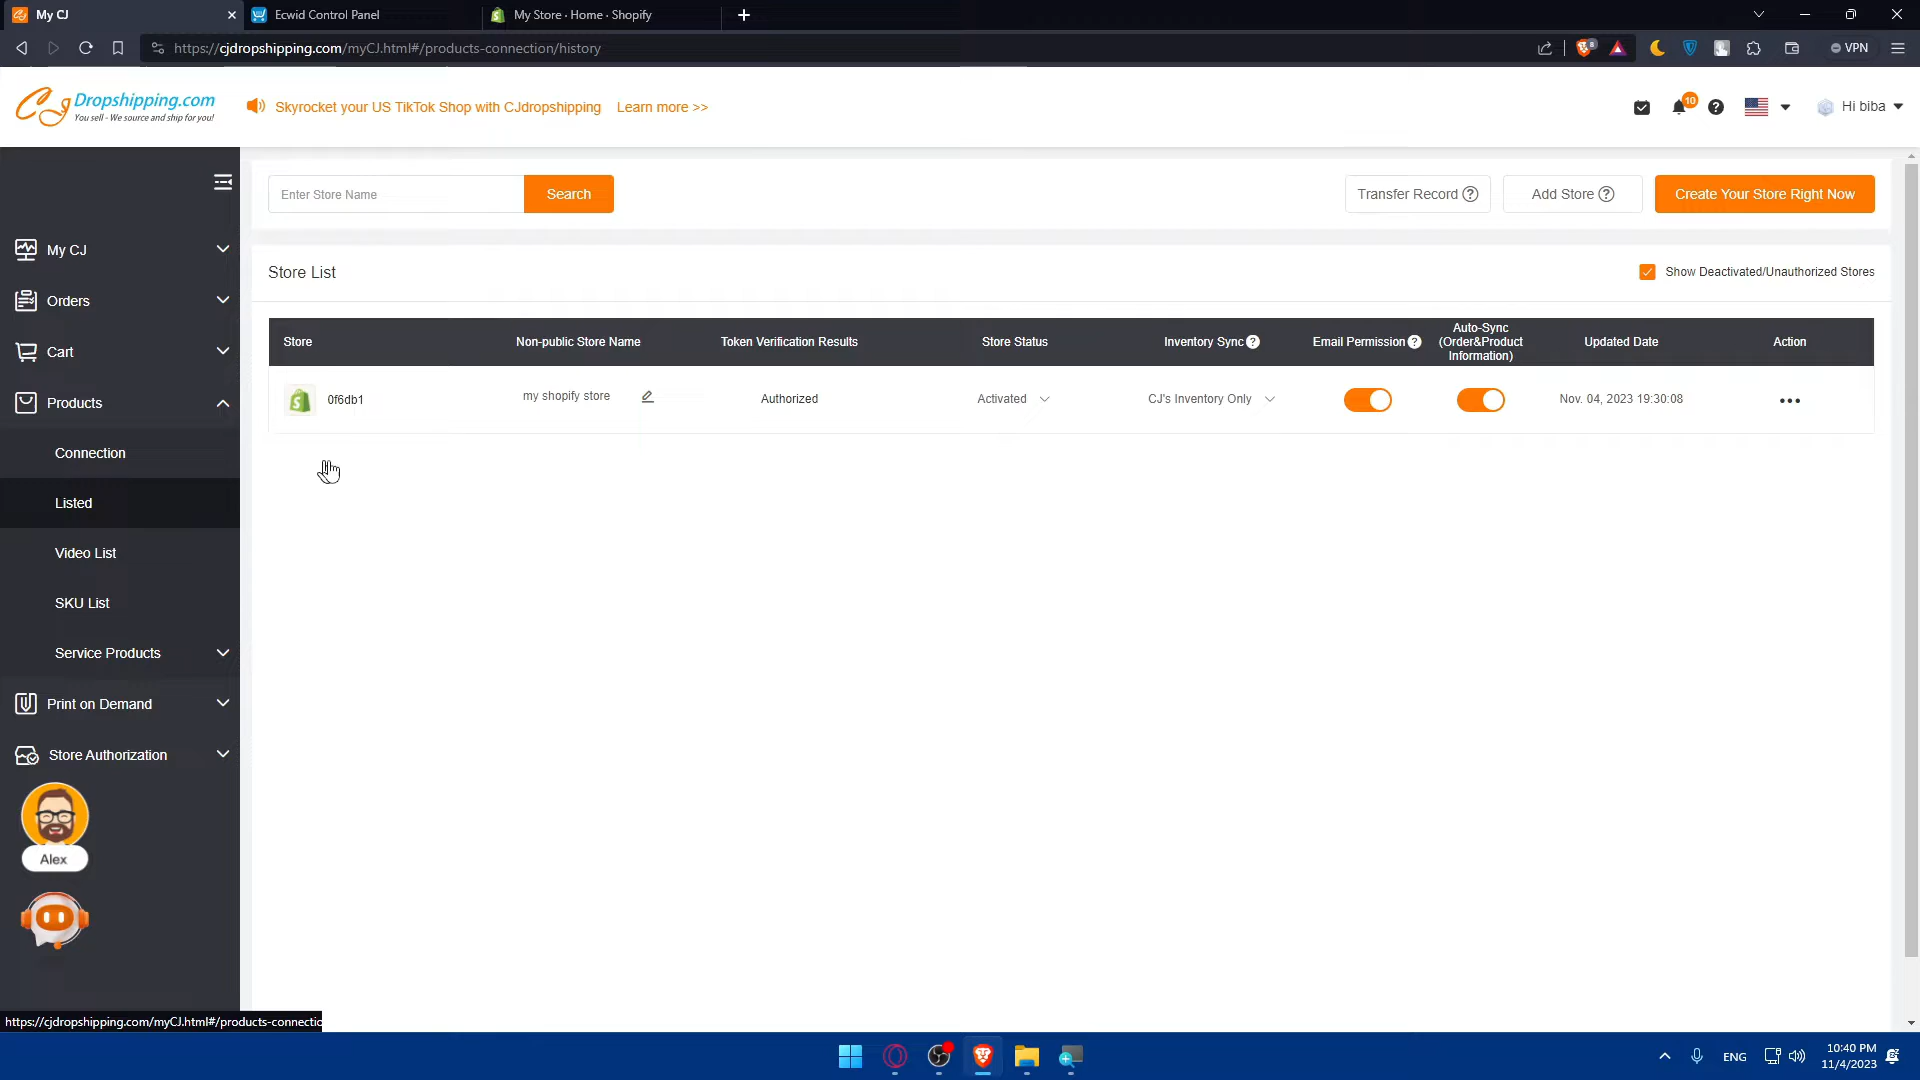 My CJ
Ecwid Control Panel
My Store · Home · Shopify
https://cjdropshipping.com/myCJ.html#/products-connection/history
VPN
CJ Dropshipping.com
You sell - We source and ship for you!
Skyrocket your US TikTok Shop with CJdropshipping Learn more >>
10
Hi biba
Enter Store Name
Search
Transfer Record
Add Store
Create Your Store Right Now
My CJ
Orders
Cart
Products
Connection
Listed
Video List
SKU List
Service Products
Print on Demand
Store Authorization
Alex
Store List
Show Deactivated/Unauthorized Stores
Store
Non-public Store Name
Token Verification Results
Store Status
Inventory Sync
Email Permission
Auto-Sync
(Order&Product
Information)
Updated Date
Action
0f6db1
my shopify store
Authorized
Activated
CJ's Inventory Only
Nov. 04, 2023 19:30:08
https://cjdropshipping.com/myCJ.html#/products-connectio
ENG
10:40 PM
11/4/2023